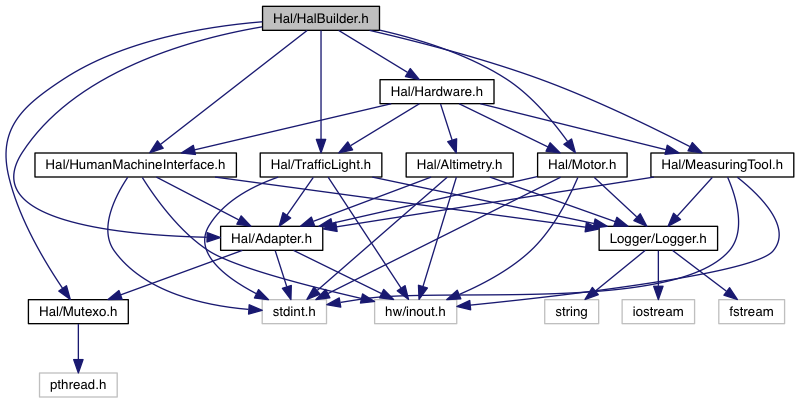 Hal/HalBuilder.h
Hal/Hardware.h
Hal/HumanMachineInterface.h
Hal/TrafficLight.h
Hal/Altimetry.h
Hal/Motor.h
Hal/MeasuringTool.h
Hal/Adapter.h
Logger/Logger.h
Hal/Mutexo.h
stdint.h
hw/inout.h
string
iostream
fstream
pthread.h